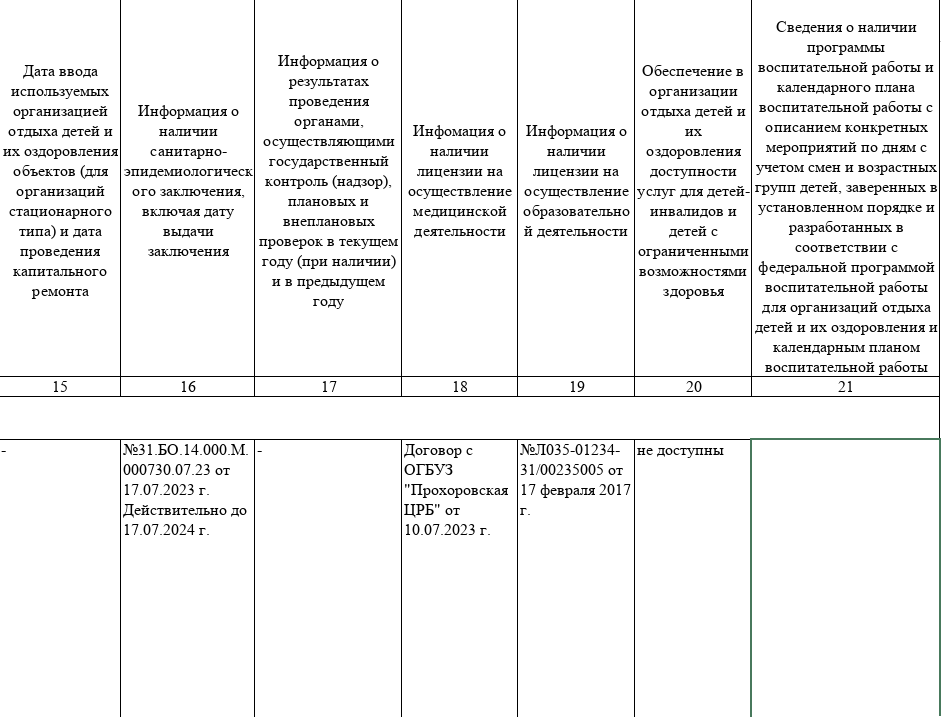 Дата ввода
используемых
организацией
отдыха детей и
их оздоровления
объектов (для
организаций
стационарного
типа) и дата
проведения
капитального
ремонта
Информация о
наличии
санитарно-
эпидемиологическ
ого заключения,
включая дату
выдачи
заключения
Информация о
результатах
проведения
органами,
осуществляющими
государственный
контроль (надзор),
плановых и
внеплановых
проверок в текущем
году (при наличии)
и в предыдущем
году
Инфомация о
наличии
лицензии на
осуществление
медицинской
деятельности
Информация о
наличии
лицензии на
осуществление
образовательно
й деятельности
Обеспечение в
организации
отдыха детей и
их
оздоровления
доступности
услуг для детей-
инвалидов и
детей с
ограниченными
возможностями
здоровья
Сведения о наличии
программы
воспитательной работы и
календарного плана
воспитательной работы с
описанием конкретных
мероприятий по дням с
учетом смен и возрастных
групп детей, заверенных в
установленном порядке и
разработанных в
соответствии с
федеральной программой
воспитательной работы
для организаций отдыха
детей и их оздоровления и
календарным планом
воспитательной работы
15 16 17 18 19 20 21
-
№31.БО.14.000.М.
000730.07.23 от
17.07.2023 г.
Действительно до
17.07.2024 г.
-
Договор с
ОГБУЗ
"Прохоровская
ЦРБ" от
10.07.2023 г.
№Л035-01234-
31/00235005 от
17 февраля 2017
г.
не доступны